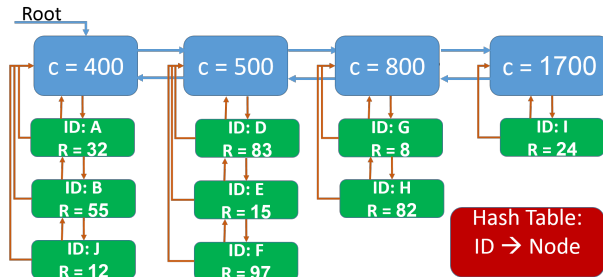 Root
c = 400
c = 500
c = 800
c = 1700
ID: A
R = 32
ID: D
R = 83
ID: G
R = 8
ID: I
R = 24
ID: B
R = 55
ID: E
R = 15
ID: H
R = 82
ID: J
R = 12
ID: F
R = 97
Hash Table:
ID → Node